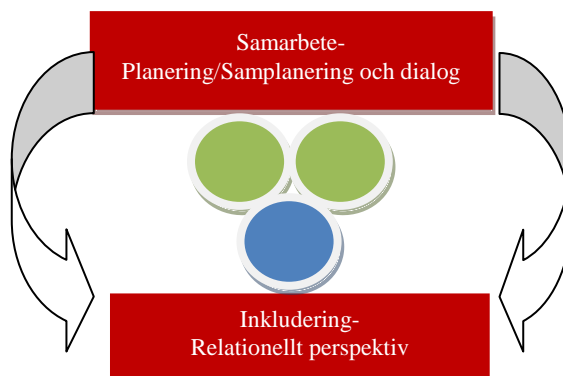 Samarbete-
Planering/Samplanering och dialog
Inkludering-
Relationellt perspektiv